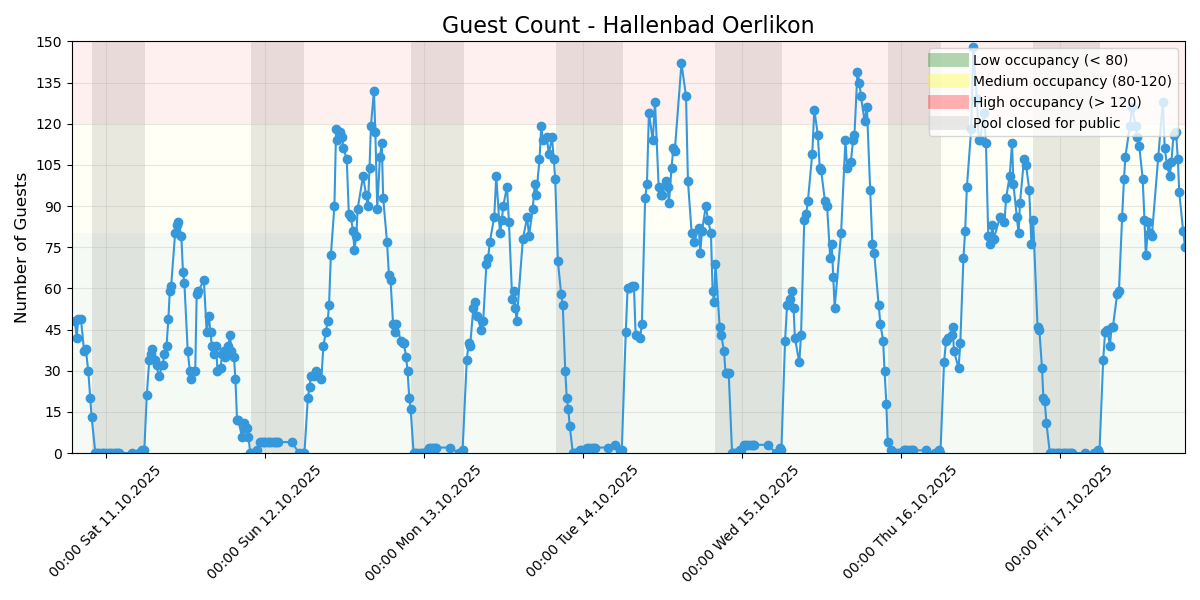 Guest Count - Hallenbad Oerlikon
Number of Guests
150
135
120
105
90
75
60
45
30
15
0
Low occupancy (< 80)
Medium occupancy (80-120)
High occupancy (> 120)
Pool closed for public
00:00 Sat 11.10.2025
00:00 Sun 12.10.2025
00:00 Mon 13.10.2025
00:00 Tue 14.10.2025
00:00 Wed 15.10.2025
00:00 Thu 16.10.2025
00:00 Fri 17.10.2025